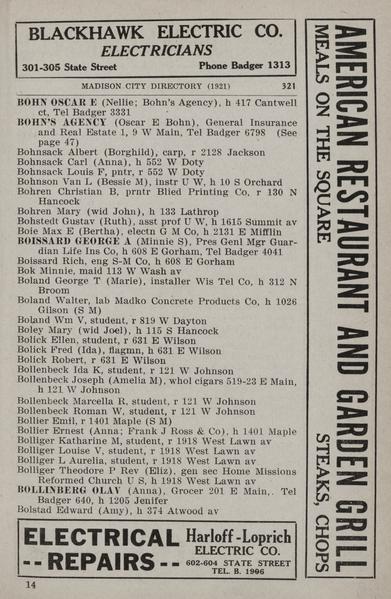 BLACKHAWK ELECTRIC CO.
ELECTRICIANS
301-305 State Street Phone Badger 1313
MADISON CITY DIRECTORY (1921) 321
BOHN OSCAR E (Nellie; Bohn's Agency), h 417 Cantwell
ct, Tel Badger 3331
BOHN'S AGENCY (Oscar E Bohn), General Insurance
and Real Estate 1, 9 W Main, Tel Badger 6798 (See
page 47)
Bohnsack Albert (Borghild), carp, r 2128 Jackson
Bohnsack Carl (Anna), h 552 W Doty
Bohnsack Louis F, pntr, r 552 W Doty
Bohnson Van L (Bessie M), instr U W, h 10 S Orchard
Bohren Christian B, prntr Blied Printing Co, r 130 N
Hancock
Bohren Mary (wid John), h 133 Lathrop
Bohstedt Gustav (Ruth), asst prof U W, h 1615 Summit av
Boie Max E (Bertha), electn G M Co, h 2131 E Mifflin
BOISSARD GEORGE A (Minnie S), Pres Genl Mgr Guar-
dian Life Ins Co, h 608 E Gorham, Tel Badger 4041
Boissard Rich, eng S-M Co, h 608 E Gorham
Bok Minnie, maid 113 W Wash av
Boland George T (Marie), installer Wis Tel Co, h 312 N
Broom
Boland Walter, lab Madko Concrete Products Co, h 1026
Gilson (S M)
Boland Wm V, student, r 819 W Dayton
Boley Mary (wid Joel), h 115 S Hancock
Bolick Ellen, student, r 631 E Wilson
Bolick Fred (Ida), flagmn, h 631 E Wilson
Bolick Robert, r 631 E Wilson
Bollenbeck Ida K, student, r 121 W Johnson
Bollenbeck Joseph (Amelia M), whol cigars 519-23 E Main,
h 121 W Johnson
Bollenbeck Marcella R, student, r 121 W Johnson
Bollenbeck Roman W, student, r 121 W Johnson
Bollier Emil, r 1401 Maple (S M)
Bollier Ernest (Anna; Frank J Ross & Co), h 1401 Maple
Bolliger Katharine M, student, r 1918 West Lawn av
Bolliger Louise V, student, r 1918 West Lawn av
Bolliger L Aurelia, student, r 1918 West Lawn av
Bolliger Theodore P Rev (Eliz), gen sec Home Missions
Reformed Church U S, h 1918 West Lawn av
BOLLINBERG OLAV (Anna), Grocer 201 E Main, Tel
Badger 640, h 1205 Jenifer
Bolstad Edward (Amy), h 374 Atwood av
ELECTRICAL
-- REPAIRS --
Harloff-Loprich
ELECTRIC CO.
602-604 STATE STREET
TEL. B. 1906
14
AMERICAN RESTAURANT AND GARDEN GRILL
MEALS ON THE SQUARE STEAKS, CHOPS